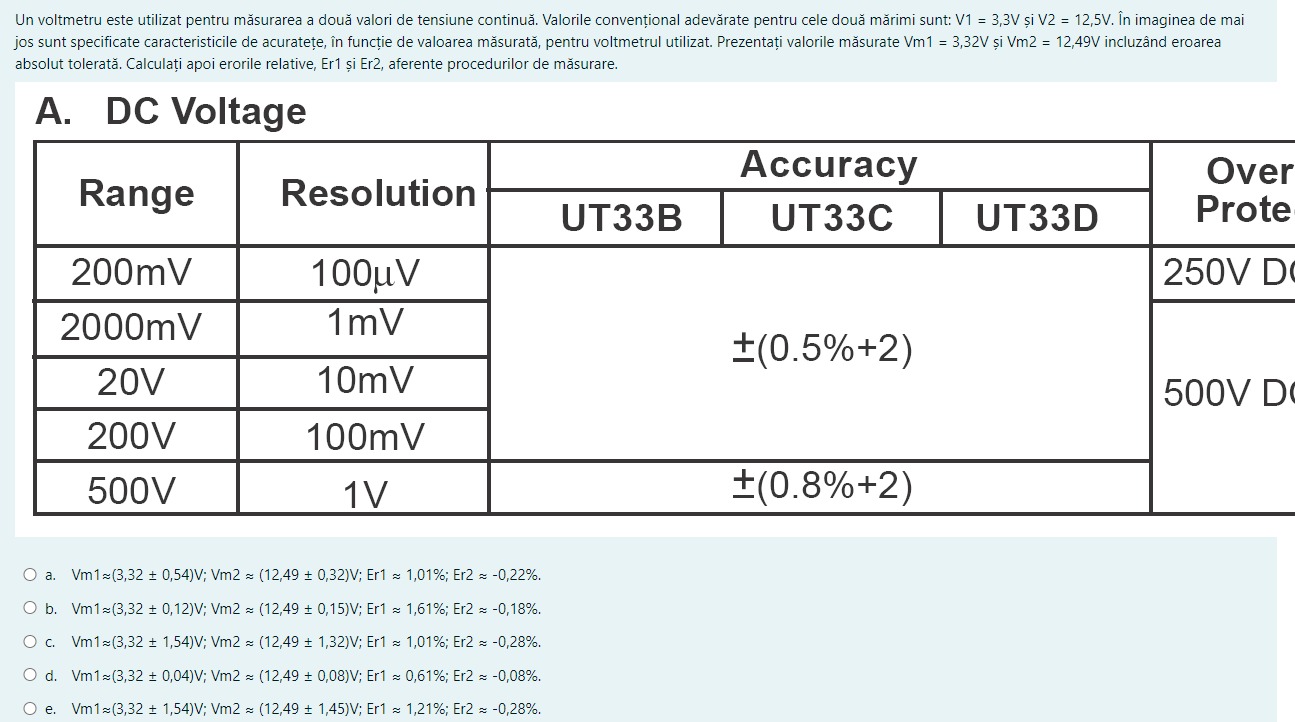 Un voltmetru este utilizat pentru măsurarea a două valori de tensiune continuă. Valorile convențional adevărate pentru cele două mărimi sunt: V1 = 3,3V și V2 = 12,5V. În imaginea de mai
jos sunt specificate caracteristicile de acuratețe, în funcție de valoarea măsurată, pentru voltmetrul utilizat. Prezentați valorile măsurate Vm1 = 3,32V și Vm2 = 12,49V incluzând eroarea
absolut tolerată. Calculați apoi erorile relative, Er1 și Er2, aferente procedurilor de măsurare.
A. DC Voltage
Range Resolution Accuracy Over
Prote
UT33B UT33C UT33D
200mV 100µV ±(0.5%+2) 250V D
2000mV 1mV 500V D
20V 10mV
200V 100mV
500V 1V ±(0.8%+2)
a. Vm1≈(3,32 ± 0,54)V; Vm2 ≈ (12,49 ± 0,32)V; Er1 ≈ 1,01%; Er2 ≈ -0,22%.
b. Vm1≈(3,32 ± 0,12)V; Vm2 ≈ (12,49 ± 0,15)V; Er1 ≈ 1,61%; Er2 ≈ -0,18%.
c. Vm1≈(3,32 ± 1,54)V; Vm2 ≈ (12,49 ± 1,32)V; Er1 ≈ 1,01%; Er2 ≈ -0,28%.
d. Vm1≈(3,32 ± 0,04)V; Vm2 ≈ (12,49 ± 0,08)V; Er1 ≈ 0,61%; Er2 ≈ -0,08%.
e. Vm1≈(3,32 ± 1,54)V; Vm2 ≈ (12,49 ± 1,45)V; Er1 ≈ 1,21%; Er2 ≈ -0,28%.